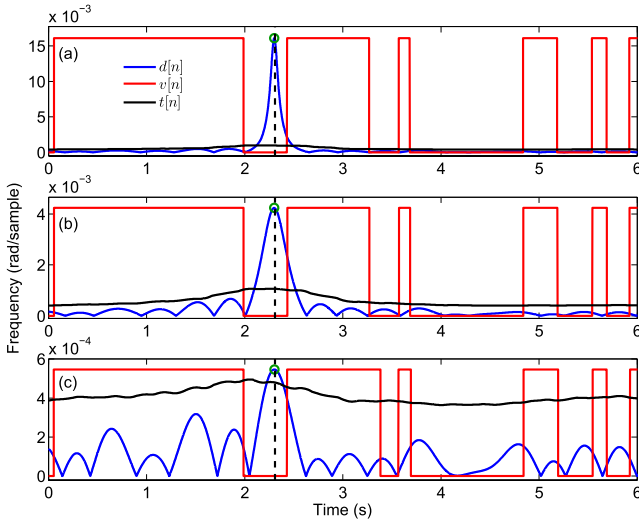 x 10⁻³
15
10
5
0
(a)
d[n]
v[n]
t[n]
0 1 2 3 4 5 6
x 10⁻³
4
2
0
(b)
0 1 2 3 4 5 6
Frequency (rad/sample)
x 10⁻⁴
6
4
2
0
(c)
0 1 2 3 4 5 6
Time (s)